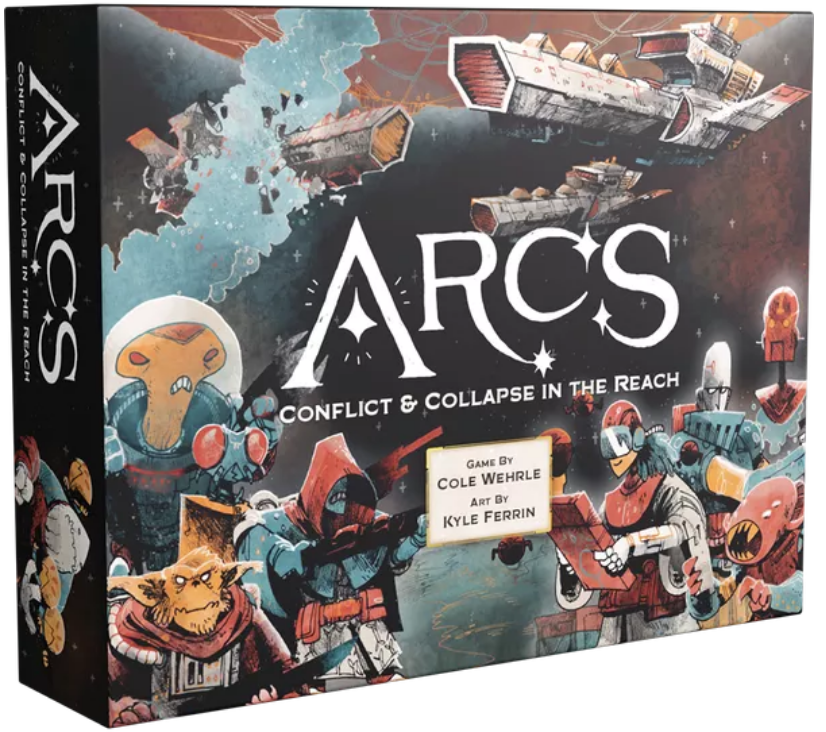 ARCS
CONFLICT & COLLAPSE IN THE REACH
ARCS
CONFLICT & COLLAPSE IN THE REACH
GAME BY
COLE WEHRLE
ART BY
KYLE FERRIN